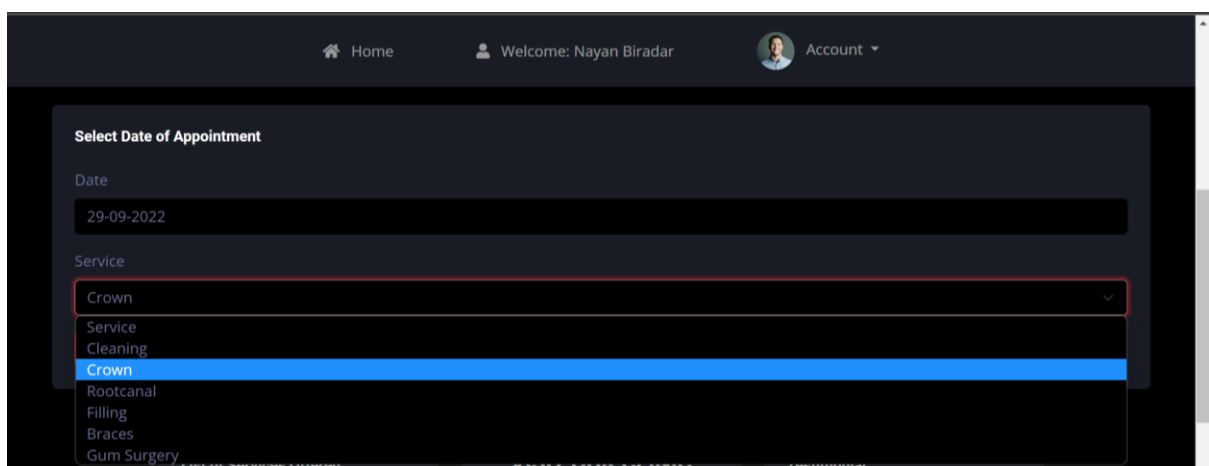 Home Welcome: Nayan Biradar Account
Select Date of Appointment
Date
29-09-2022
Service
Crown
Service
Cleaning
Crown
Rootcanal
Filling
Braces
Gum Surgery